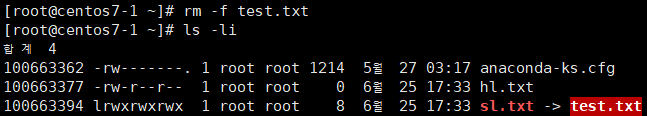 [root@centos7-1 ~]# rm -f test.txt
[root@centos7-1 ~]# ls -li
합계 4
100663362 -rw-------. 1 root root 1214  5월  27 03:17 anaconda-ks.cfg
100663377 -rw-r--r--  1 root root    0  6월  25 17:33 hl.txt
100663394 lrwxrwxrwx  1 root root    8  6월  25 17:33 sl.txt -> test.txt